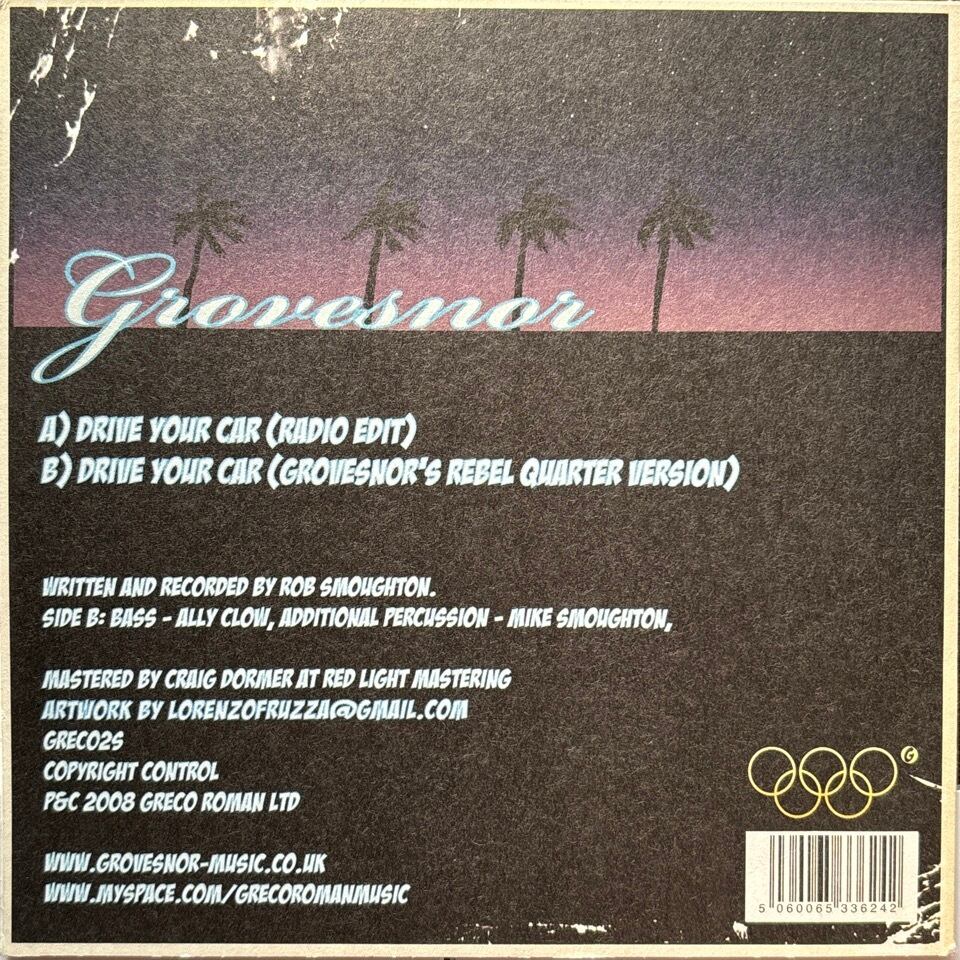 Grovesnor
A) DRIVE YOUR CAR (RADIO EDIT)
B) DRIVE YOUR CAR (GROVESNOR'S REBEL QUARTER VERSION)
WRITTEN AND RECORDED BY ROB SMOUGHTON.
SIDE B: BASS - ALLY CLOW, ADDITIONAL PERCUSSION - MIKE SMOUGHTON,
MASTERED BY CRAIG DORMER AT RED LIGHT MASTERING
ARTWORK BY LORENZOFRUZZA@GMAIL.COM
GREC02S
COPYRIGHT CONTROL
P&C 2008 GRECO ROMAN LTD
WWW.GROVESNOR-MUSIC.CO.UK
WWW.MYSPACE.COM/GRECOROMANMUSIC
G
5 060065 336242